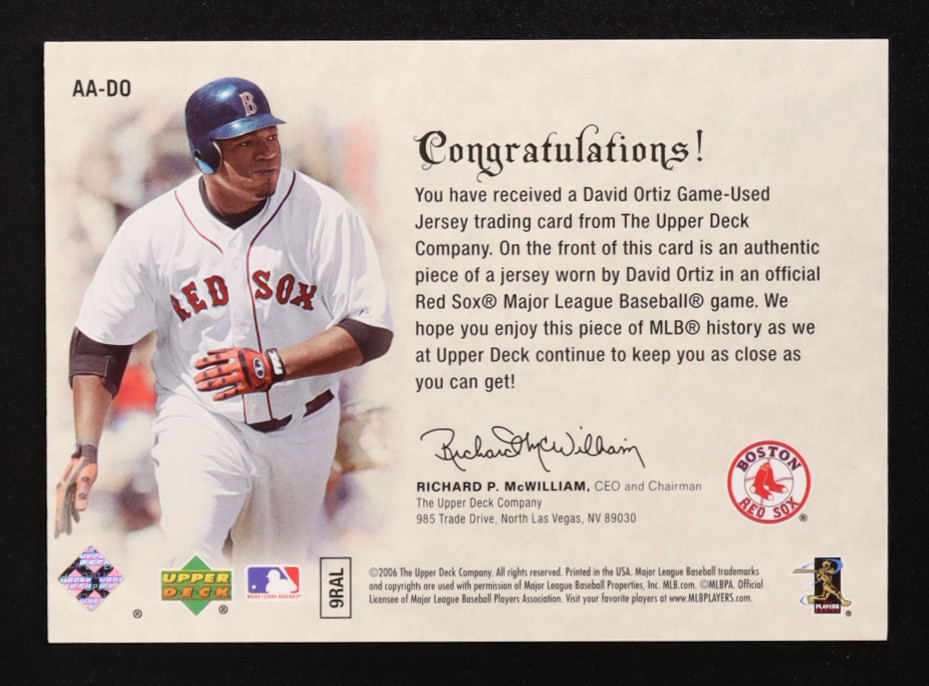 AA-DO
B
RED SOX
Congratulations!
You have received a David Ortiz Game-Used
Jersey trading card from The Upper Deck
Company. On the front of this card is an authentic
piece of a jersey worn by David Ortiz in an official
Red Sox® Major League Baseball® game. We
hope you enjoy this piece of MLB® history as we
at Upper Deck continue to keep you as close as
you can get!
Richard McWilliam
RICHARD P. McWILLIAM, CEO and Chairman
The Upper Deck Company
985 Trade Drive, North Las Vegas, NV 89030
BOSTON
RED SOX
®
UPPER
DECK
®
®
MAJOR LEAGUE BASEBALL®
9RAL
©2006 The Upper Deck Company. All rights reserved. Printed in the USA. Major League Baseball trademarks
and copyrights are used with permission of Major League Baseball Properties, Inc. MLB.com. ©MLBPA. Official
Licensee of Major League Baseball Players Association. Visit your favorite players at www.MLBPLAYERS.com.
PLAYERS
CHOICE
®